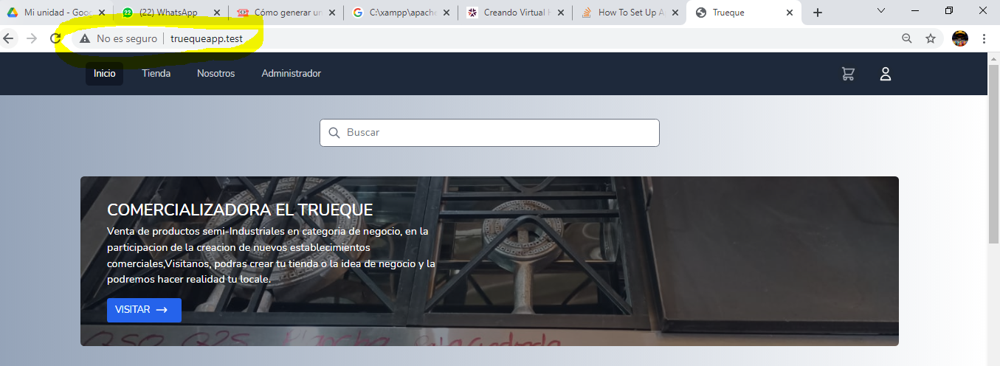 Mi unidad - Goog
(22) WhatsApp
Cómo generar un
C:\xampp\apache
Creando Virtual H
How To Set Up A
Trueque
No es seguro
truequeapp.test
Inicio
Tienda
Nosotros
Administrador
Buscar
COMERCIALIZADORA EL TRUEQUE
Venta de productos semi-Industriales en categoria de negocio, en la
participacion de la creacion de nuevos establecimientos
comerciales,Visitanos, podras crear tu tienda o la idea de negocio y la
podremos hacer realidad tu locale.
VISITAR
Plancha